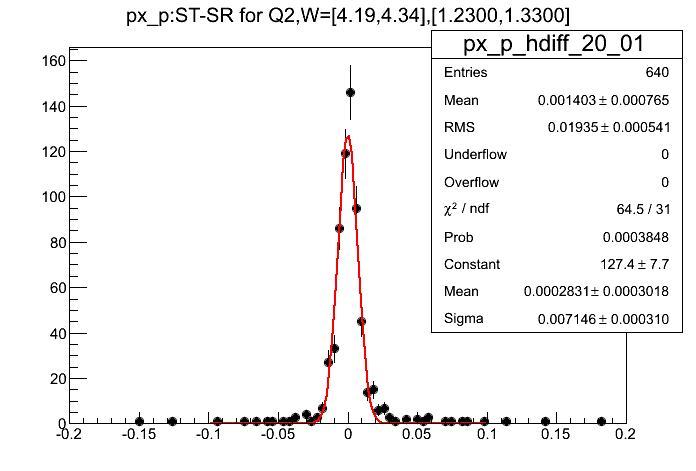 px_p:ST-SR for Q2,W=[4.19,4.34],[1.2300,1.3300]
px_p_hdiff_20_01
Entries 640
Mean 0.001403 ± 0.000765
RMS 0.01935 ± 0.000541
Underflow 0
Overflow 0
χ² / ndf 64.5 / 31
Prob 0.0003848
Constant 127.4 ± 7.7
Mean 0.0002831 ± 0.0003018
Sigma 0.007146 ± 0.000310
160
140
120
100
80
60
40
20
0
-0.2 -0.15 -0.1 -0.05 0 0.05 0.1 0.15 0.2